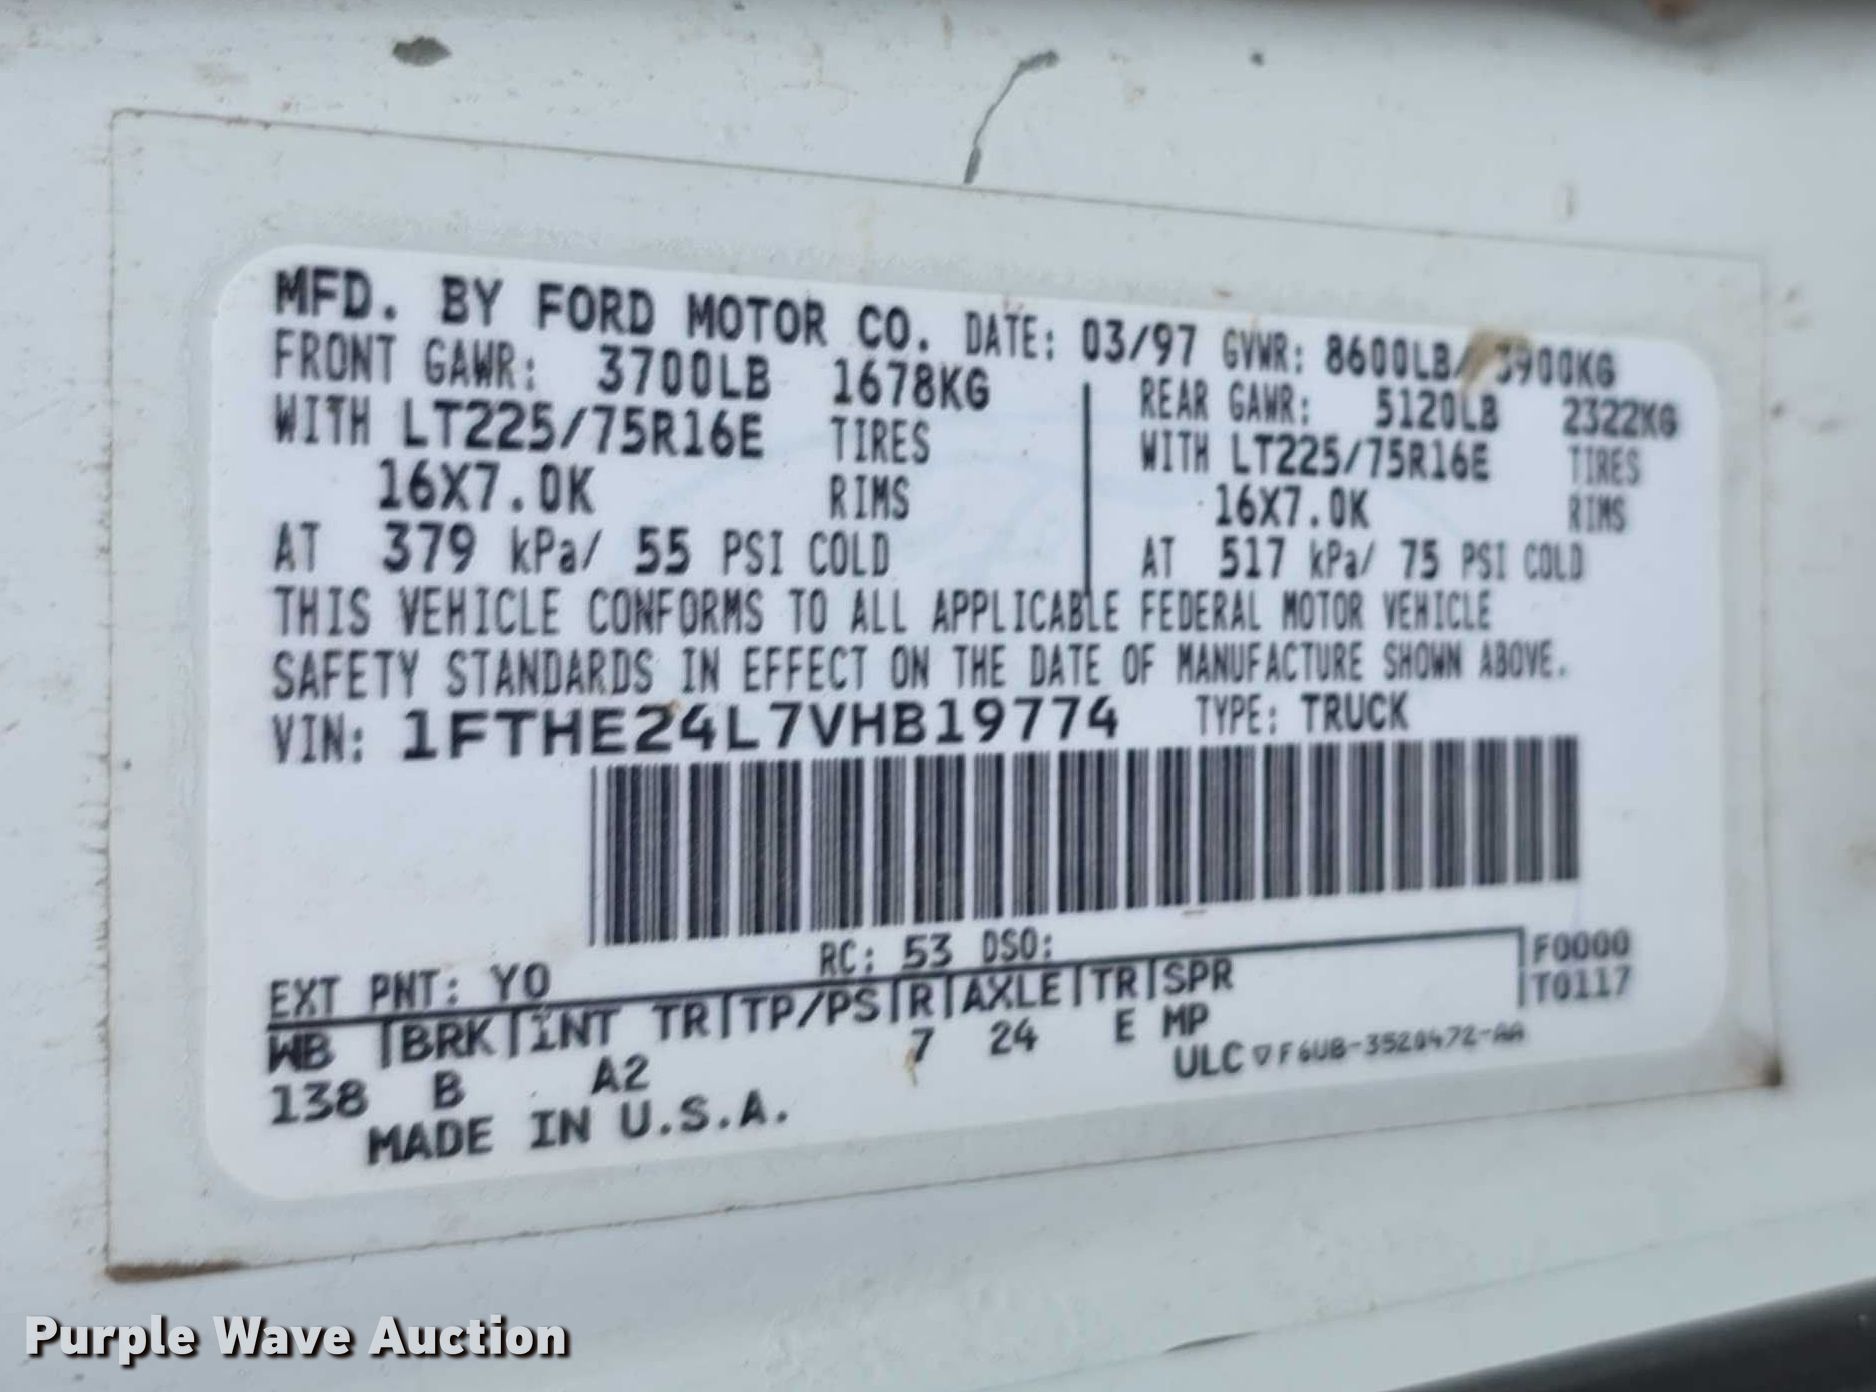 MFD. BY FORD MOTOR CO. DATE: 03/97 GVWR: 8600LB/ 3900KG
FRONT GAWR: 3700LB 1678KG
WITH LT225/75R16E TIRES
16X7.0K RIMS
AT 379 kPa/ 55 PSI COLD
REAR GAWR: 5120LB 2322KG
WITH LT225/75R16E TIRES
16X7.0K RIMS
AT 517 kPa/ 75 PSI COLD
THIS VEHICLE CONFORMS TO ALL APPLICABLE FEDERAL MOTOR VEHICLE
SAFETY STANDARDS IN EFFECT ON THE DATE OF MANUFACTURE SHOWN ABOVE.
VIN: 1FTHE24L7VHB19774 TYPE: TRUCK
EXT PNT: YO RC: 53 DSO: F0000
WB |BRK|INT TR|TP/PS|R|AXLE|TR|SPR T0117
138 B A2 7 24 E MP
MADE IN U.S.A. ULC ▽F6UB-3520472-AA
Purple Wave Auction